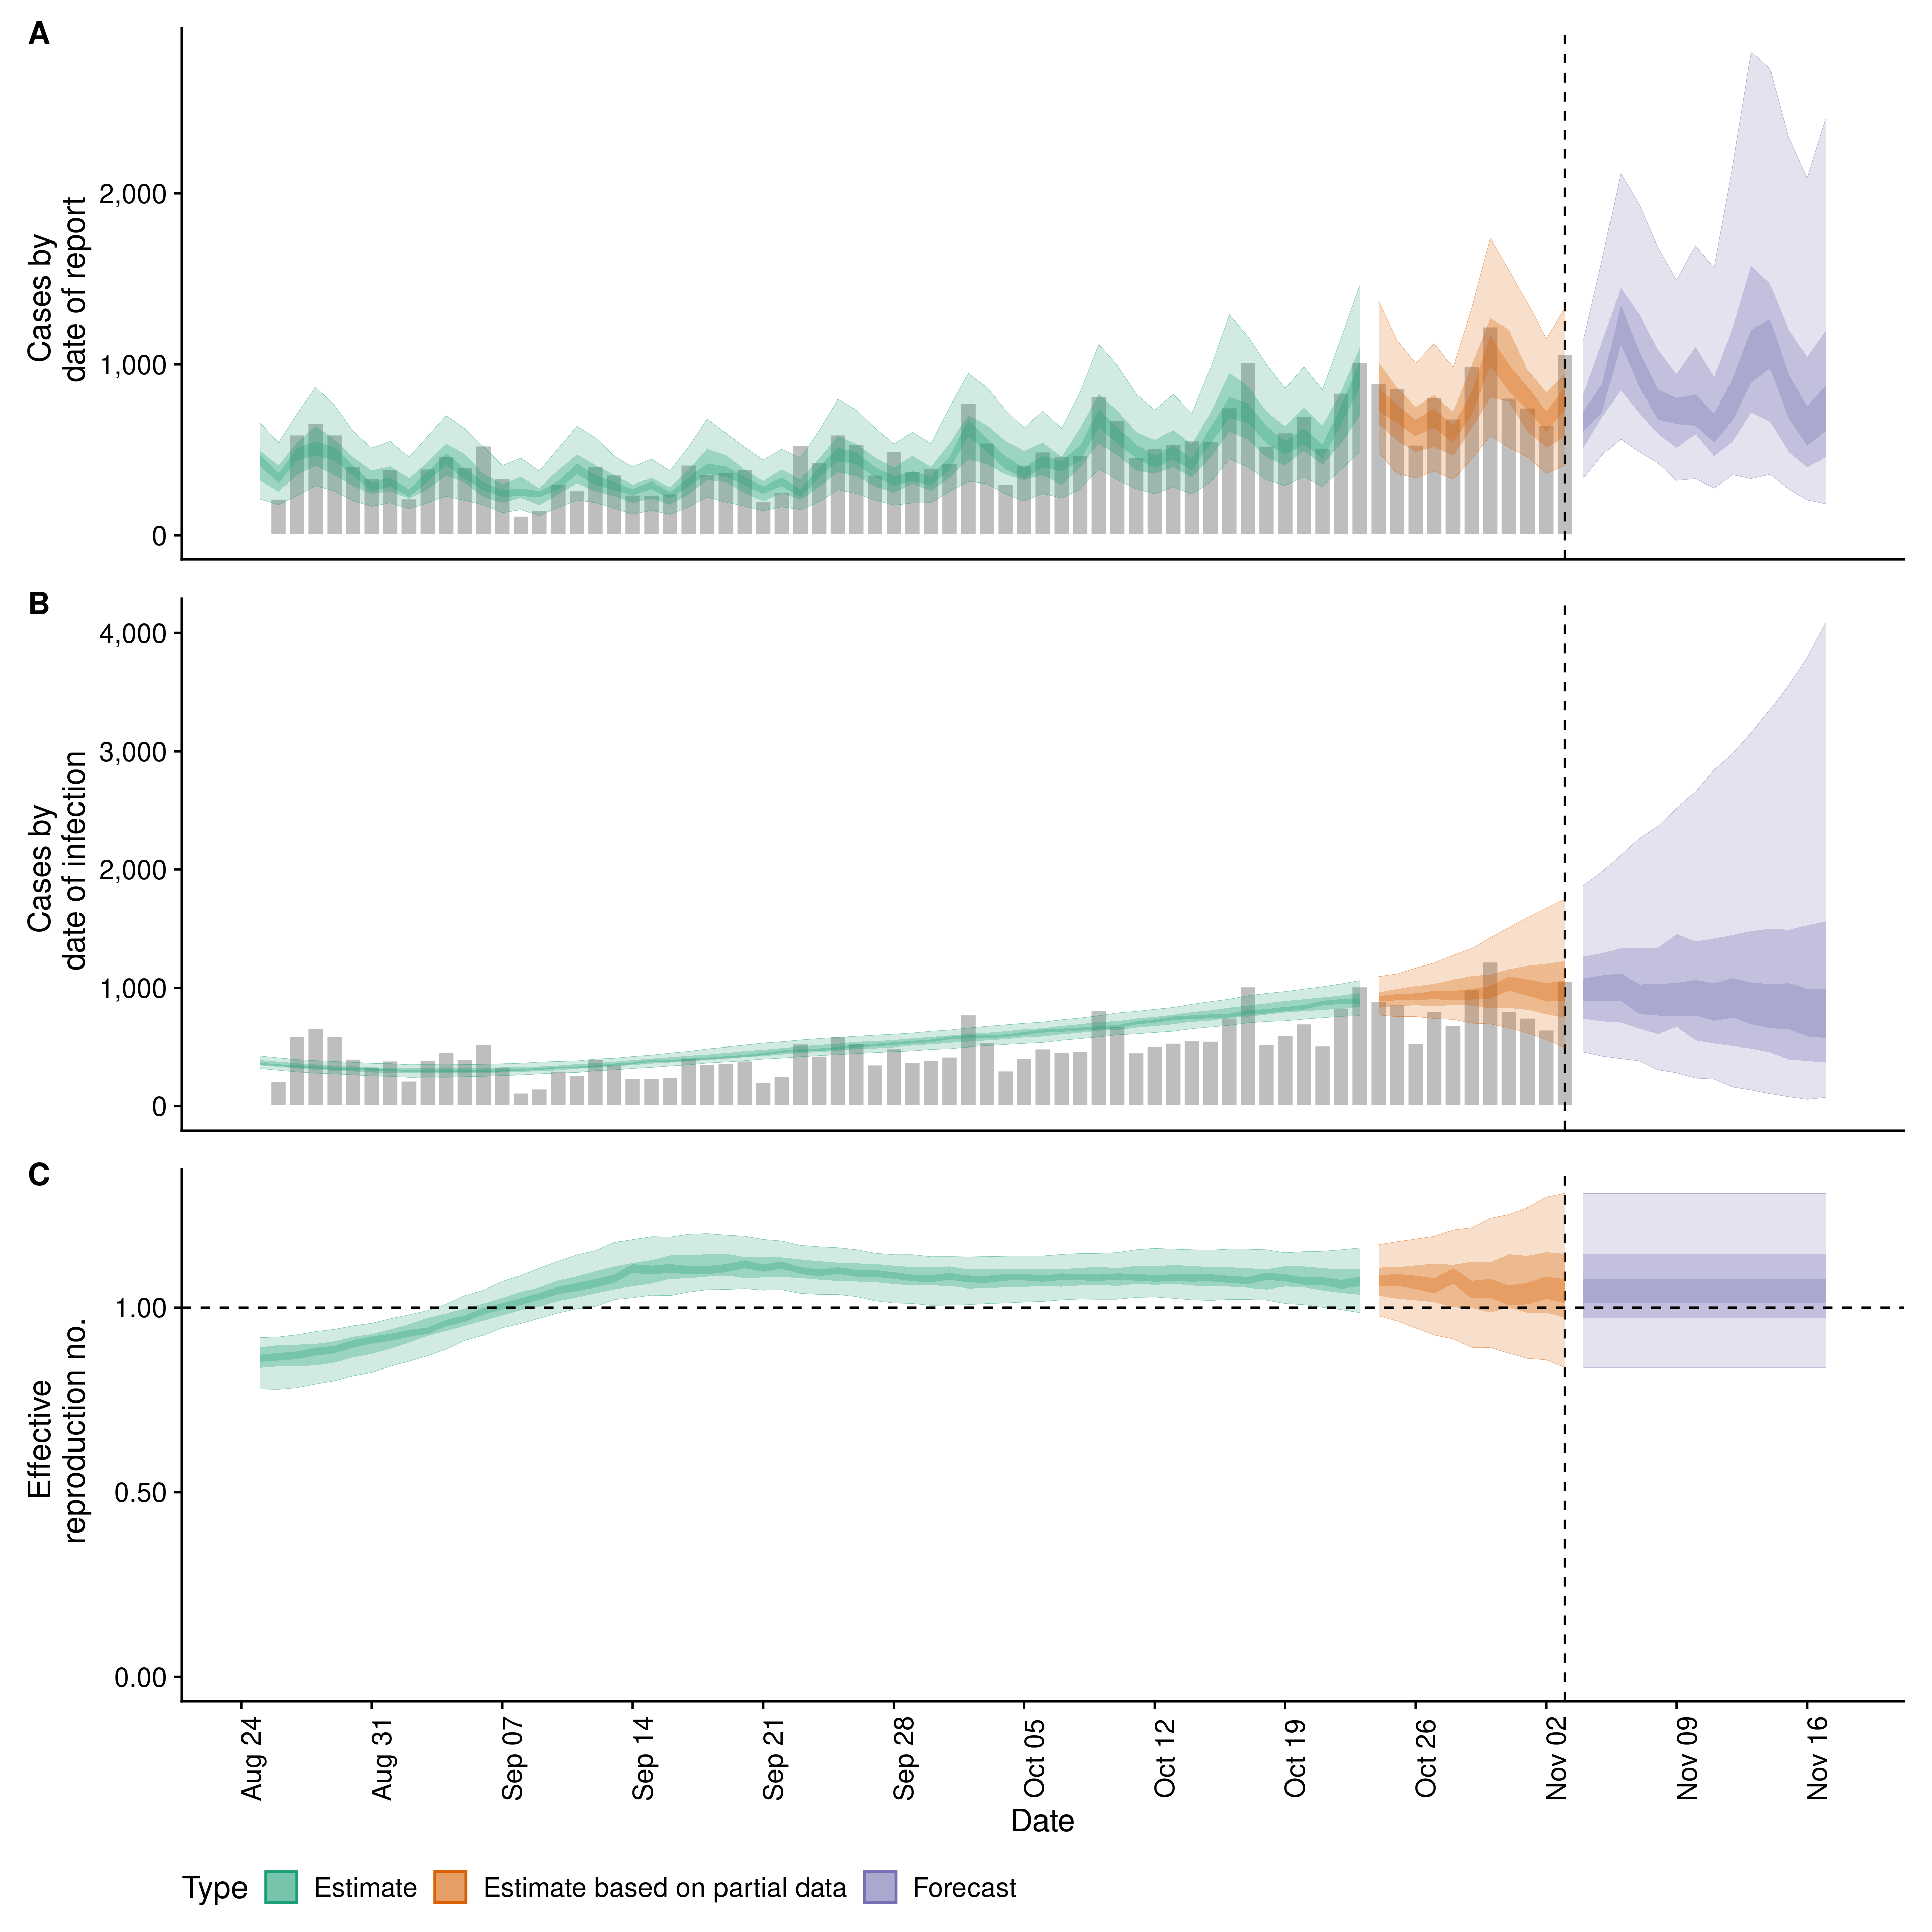 A
Cases by
date of report
2,000
1,000
0
B
Cases by
date of infection
4,000
3,000
2,000
1,000
0
C
Effective
reproduction no.
1.00
0.50
0.00
Aug 24
Aug 31
Sep 07
Sep 14
Sep 21
Sep 28
Oct 05
Oct 12
Oct 19
Oct 26
Nov 02
Nov 09
Nov 16
Date
Type Estimate Estimate based on partial data Forecast